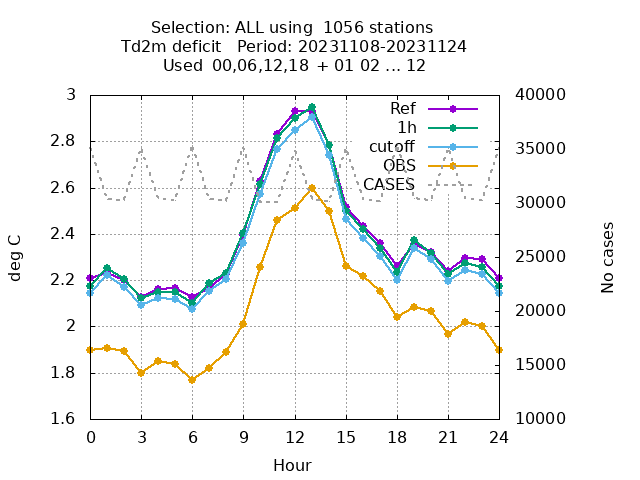 Selection: ALL using  1056 stations
Td2m deficit   Period: 20231108-20231124
Used  00,06,12,18  + 01 02 ... 12
Ref
1h
cutoff
OBS
CASES
deg C
3
2.8
2.6
2.4
2.2
2
1.8
1.6
40000
35000
30000
25000
20000
15000
10000
No cases
0 3 6 9 12 15 18 21 24
Hour